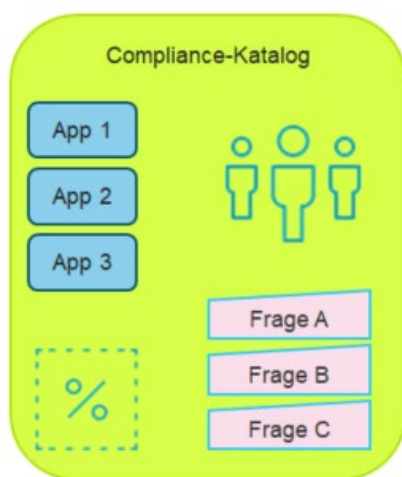 Compliance-Katalog
App 1
App 2
App 3
Frage A
Frage B
Frage C
%